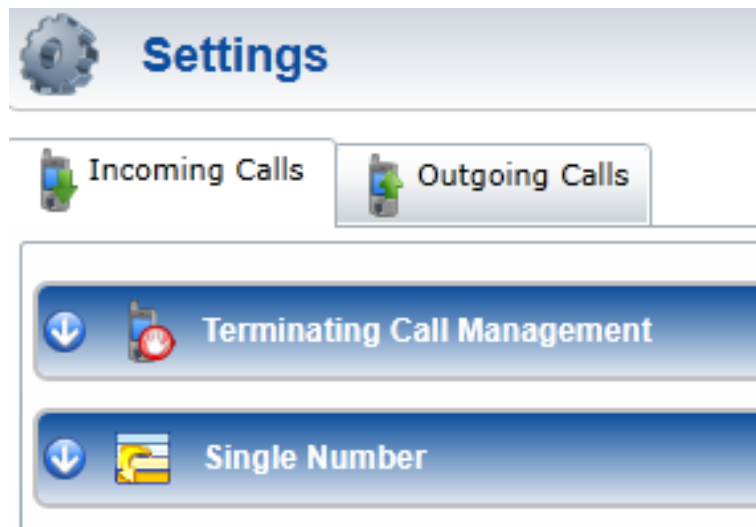 Settings
Incoming Calls
Outgoing Calls
Terminating Call Management
Single Number